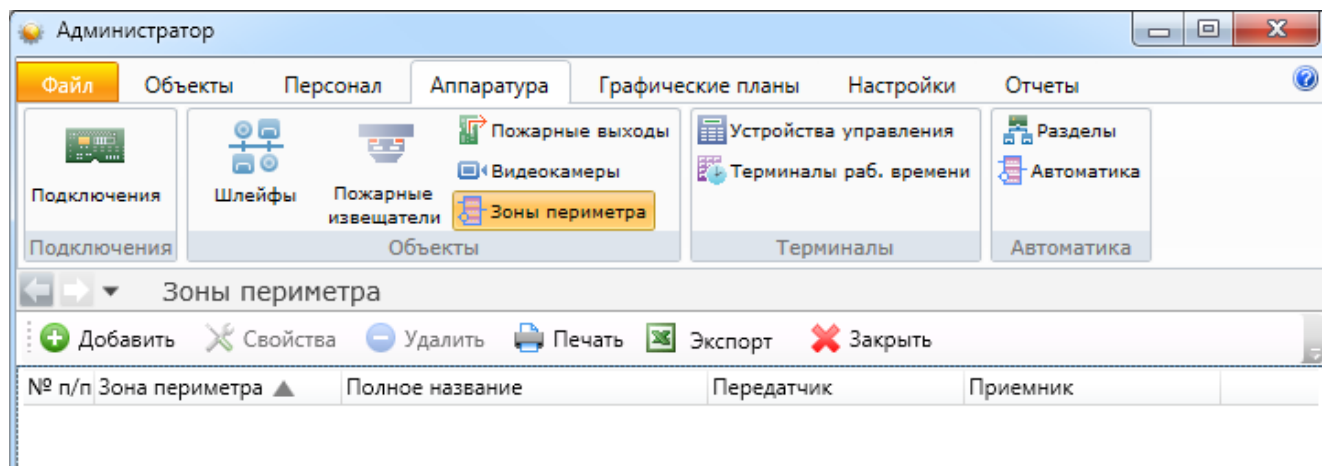 Администратор
Файл Объекты Персонал Аппаратура Графические планы Настройки Отчеты
Подключения
Шлейфы
Пожарные извещатели
Пожарные выходы
Видеокамеры
Зоны периметра
Устройства управления
Терминалы раб. времени
Разделы
Автоматика
Подключения Объекты Терминалы Автоматика
Зоны периметра
Добавить Свойства Удалить Печать Экспорт Закрыть
№ п/п Зона периметра Полное название Передатчик Приемник